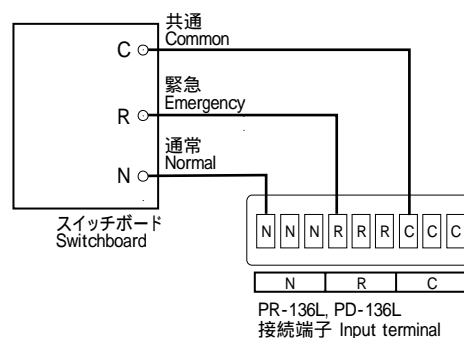 共通
Common
C
緊急
Emergency
R
通常
Normal
N
スイッチボード
Switchboard
N N N R R R C C C
N R C
PR-136L, PD-136L
接続端子 Input terminal